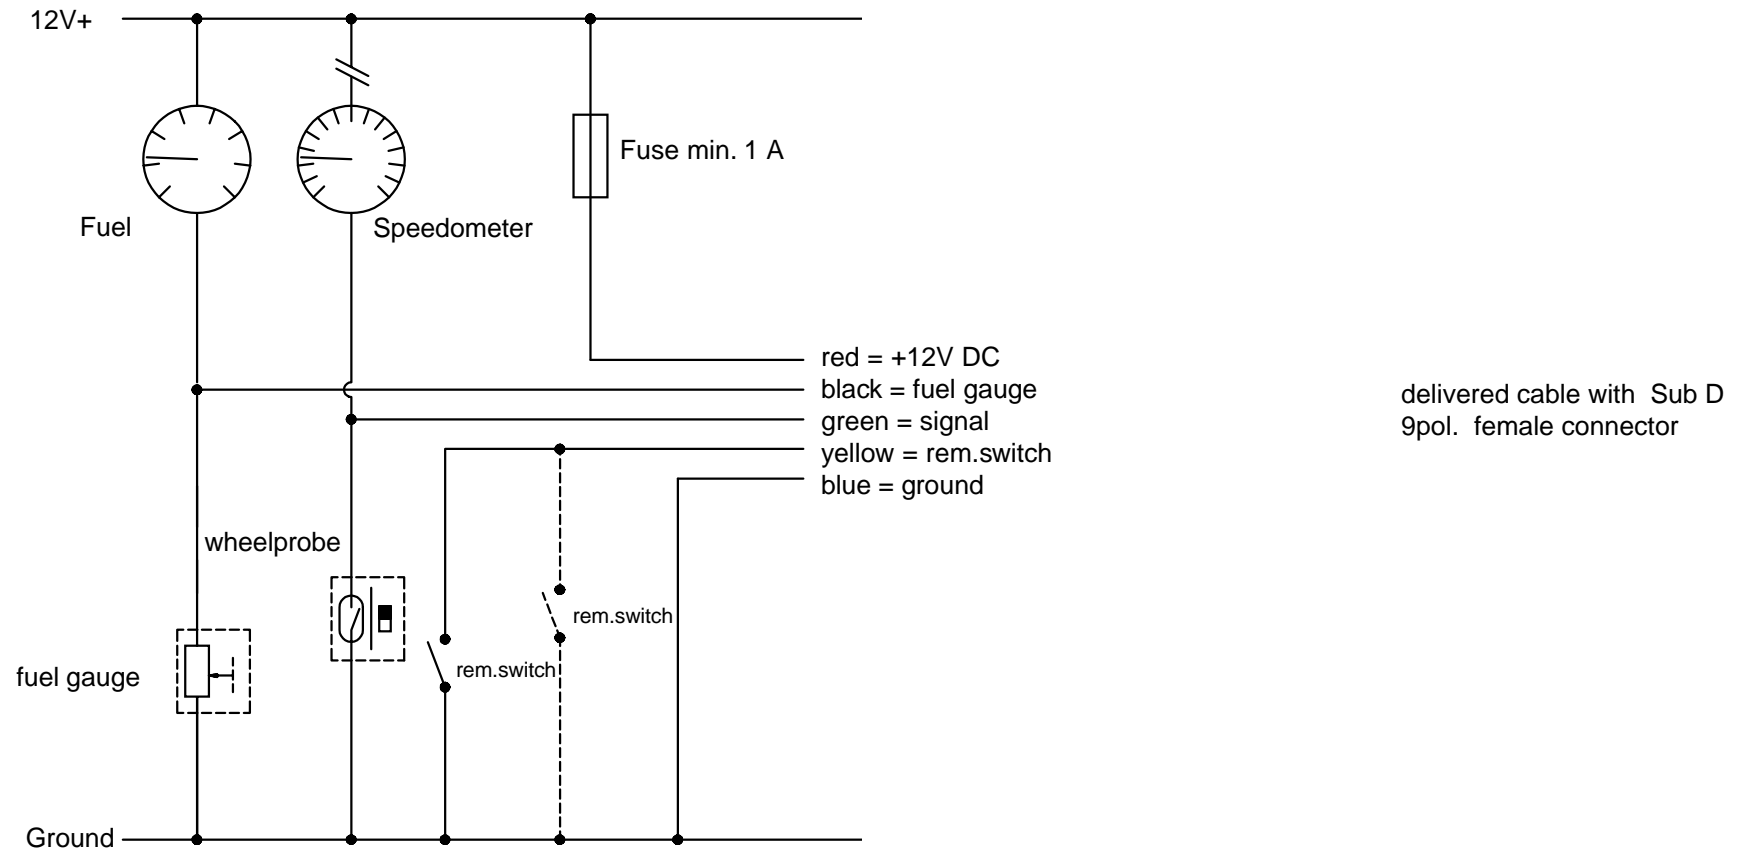 12V+
Fuse min. 1 A
Fuel
Speedometer
red = +12V DC
black = fuel gauge
green = signal
yellow = rem.switch
blue = ground
delivered cable with  Sub D
9pol.  female connector
wheelprobe
rem.switch
rem.switch
fuel gauge
Ground